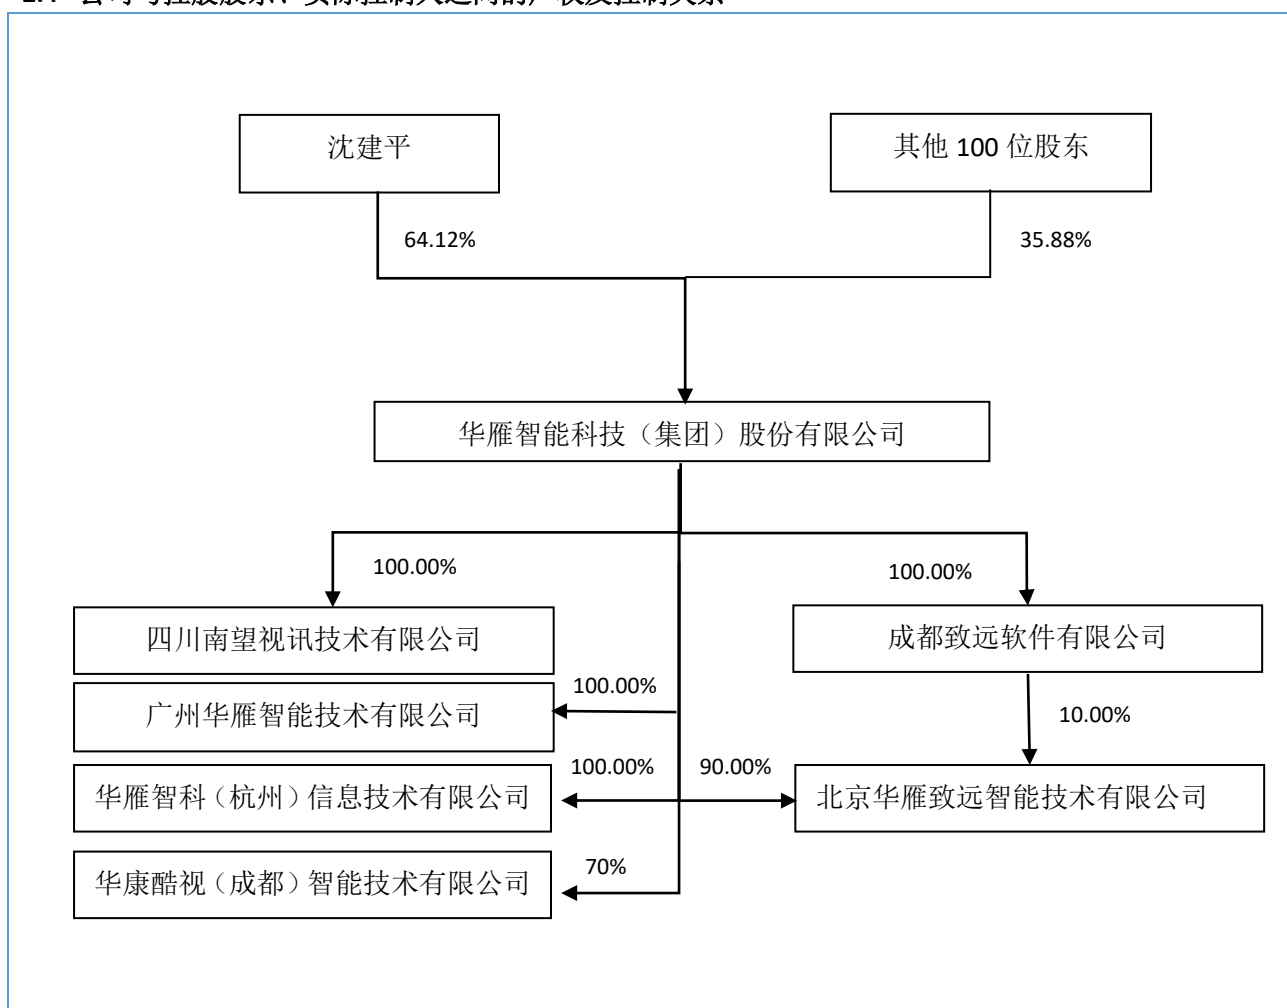 沈建平
其他 100 位股东
64.12%
35.88%
华雁智能科技（集团）股份有限公司
100.00%
100.00%
四川南望视讯技术有限公司
成都致远软件有限公司
100.00%
广州华雁智能技术有限公司
10.00%
100.00%
90.00%
华雁智科（杭州）信息技术有限公司
北京华雁致远智能技术有限公司
70%
华康酷视（成都）智能技术有限公司